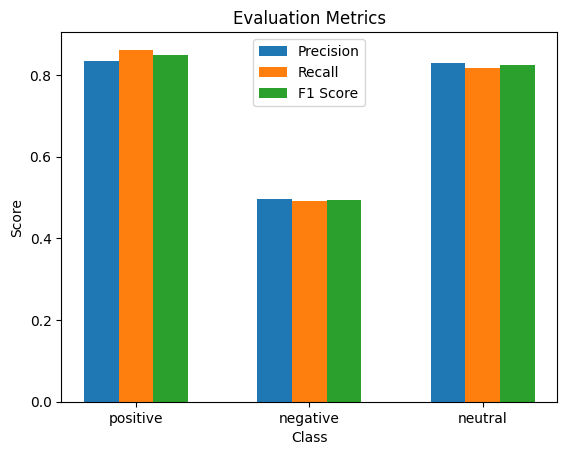 Evaluation Metrics
Precision
Recall
F1 Score
0.8
0.6
0.4
0.2
0.0
Score
positive
negative
neutral
Class